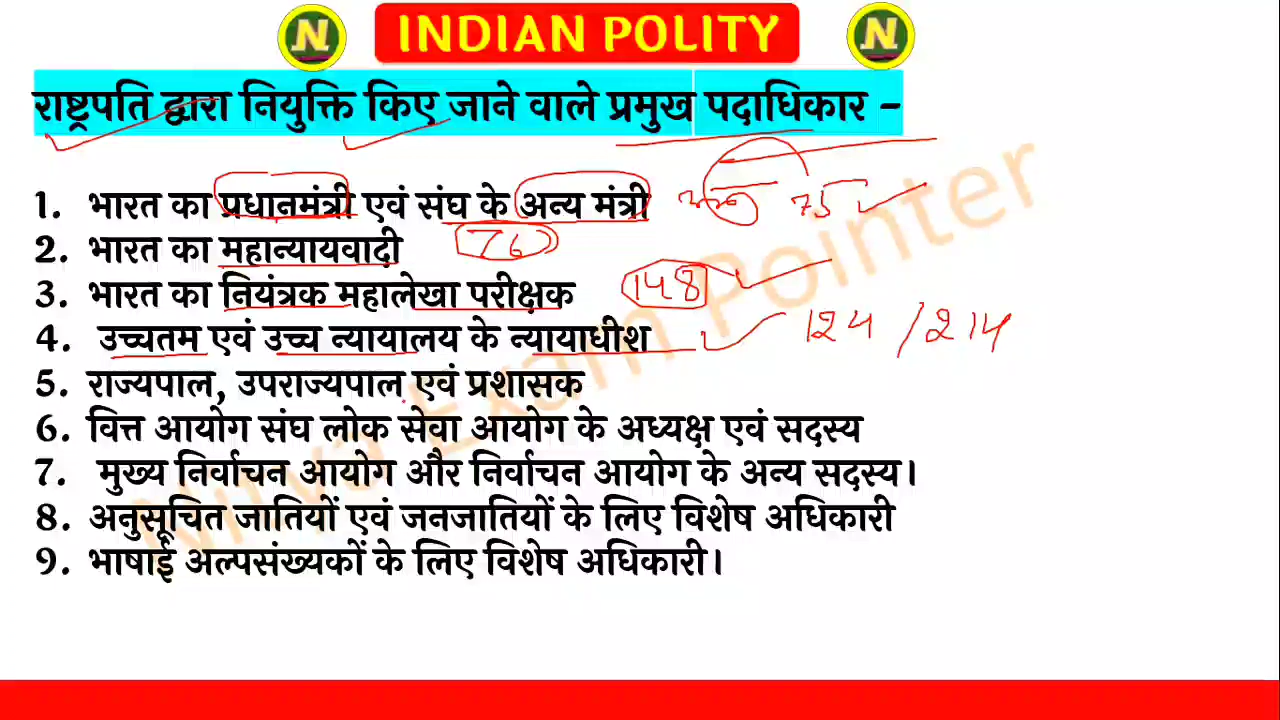 N INDIAN POLITY N
राष्ट्रपति द्वारा नियुक्ति किए जाने वाले प्रमुख पदाधिकार –
1. भारत का प्रधानमंत्री एवं संघ के अन्य मंत्री 75
2. भारत का महान्यायवादी 76
3. भारत का नियंत्रक महालेखा परीक्षक 148
4. उच्चतम एवं उच्च न्यायालय के न्यायाधीश 124 / 214
5. राज्यपाल, उपराज्यपाल एवं प्रशासक
6. वित्त आयोग संघ लोक सेवा आयोग के अध्यक्ष एवं सदस्य
7. मुख्य निर्वाचन आयोग और निर्वाचन आयोग के अन्य सदस्य।
8. अनुसूचित जातियों एवं जनजातियों के लिए विशेष अधिकारी
9. भाषाई अल्पसंख्यकों के लिए विशेष अधिकारी।
Exam Pointer